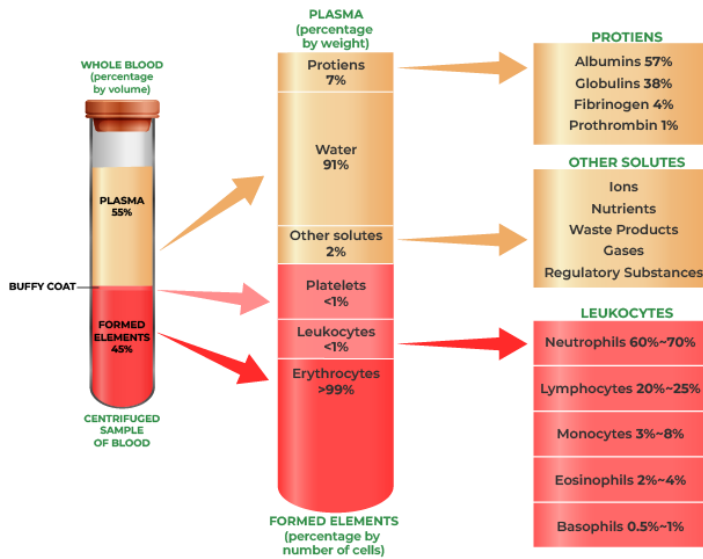 WHOLE BLOOD
(percentage
by volume)
PLASMA
55%
BUFFY COAT
FORMED
ELEMENTS
45%
CENTRIFUGED
SAMPLE
OF BLOOD
PLASMA
(percentage
by weight)
Protiens
7%
Water
91%
Other solutes
2%
Platelets
<1%
Leukocytes
<1%
Erythrocytes
>99%
FORMED ELEMENTS
(percentage by
number of cells)
PROTIENS
Albumins 57%
Globulins 38%
Fibrinogen 4%
Prothrombin 1%
OTHER SOLUTES
Ions
Nutrients
Waste Products
Gases
Regulatory Substances
LEUKOCYTES
Neutrophils 60%~70%
Lymphocytes 20%~25%
Monocytes 3%~8%
Eosinophils 2%~4%
Basophils 0.5%~1%